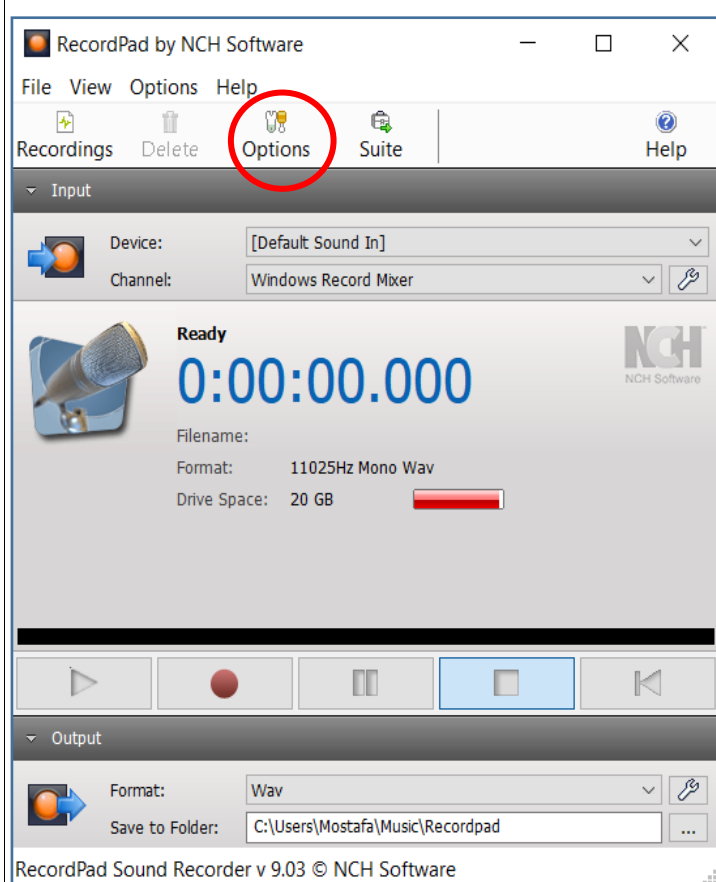 RecordPad by NCH Software
File View Options Help
Recordings Delete Options Suite Help
Input
Device: [Default Sound In]
Channel: Windows Record Mixer
Ready
0:00:00.000
NCH
NCH Software
Filename:
Format: 11025Hz Mono Wav
Drive Space: 20 GB
Output
Format: Wav
Save to Folder: C:\Users\Mostafa\Music\Recordpad ...
RecordPad Sound Recorder v 9.03 © NCH Software